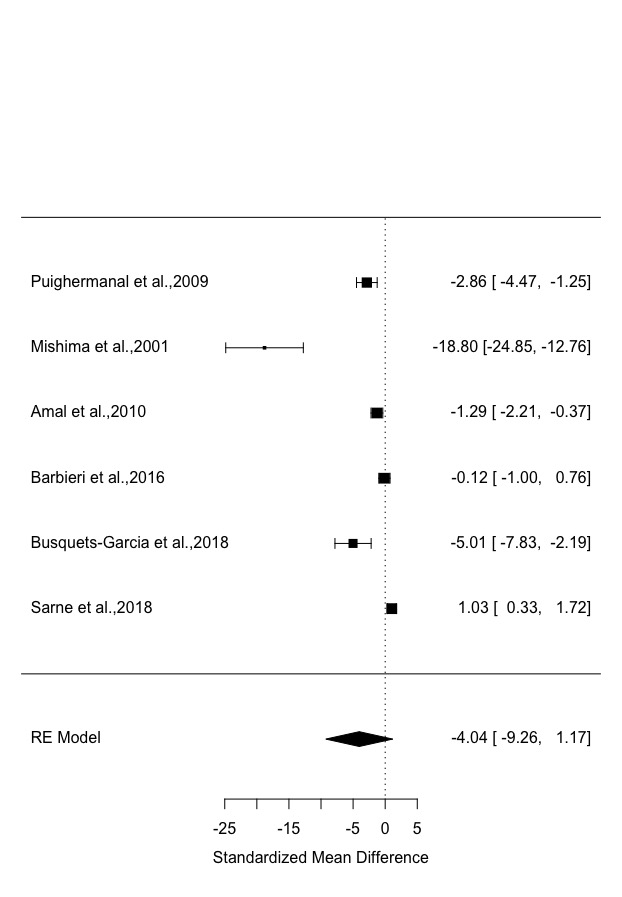 Puighermanal et al.,2009 -2.86 [ -4.47, -1.25]
Mishima et al.,2001 -18.80 [-24.85, -12.76]
Amal et al.,2010 -1.29 [ -2.21, -0.37]
Barbieri et al.,2016 -0.12 [ -1.00, 0.76]
Busquets-Garcia et al.,2018 -5.01 [ -7.83, -2.19]
Sarne et al.,2018 1.03 [ 0.33, 1.72]
RE Model -4.04 [ -9.26, 1.17]
-25 -15 -5 0 5
Standardized Mean Difference